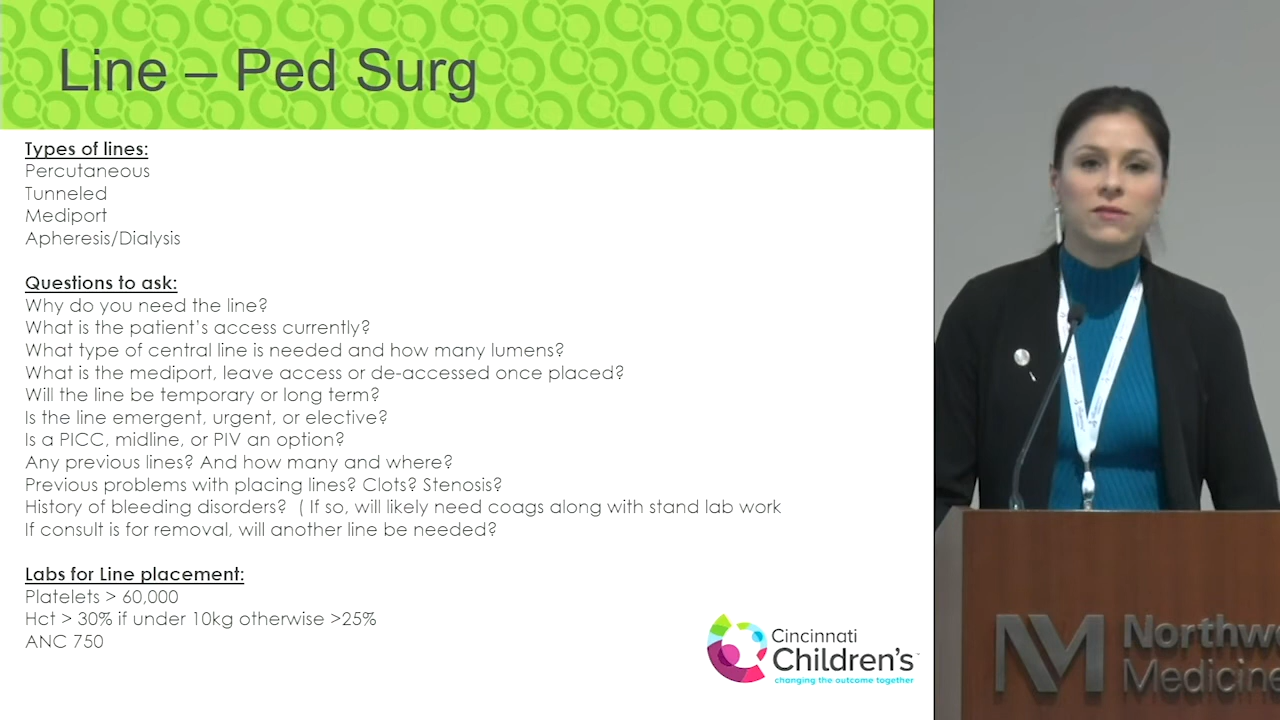 Line – Ped Surg
Types of lines:
Percutaneous
Tunneled
Mediport
Apheresis/Dialysis
Questions to ask:
Why do you need the line?
What is the patient's access currently?
What type of central line is needed and how many lumens?
What is the mediport, leave access or de-accessed once placed?
Will the line be temporary or long term?
Is the line emergent, urgent, or elective?
Is a PICC, midline, or PIV an option?
Any previous lines? And how many and where?
Previous problems with placing lines? Clots? Stenosis?
History of bleeding disorders? ( If so, will likely need coags along with stand lab work
If consult is for removal, will another line be needed?
Labs for Line placement:
Platelets > 60,000
Hct > 30% if under 10kg otherwise >25%
ANC 750
Cincinnati
Children's
changing the outcome together
NM
Northw
Medicine